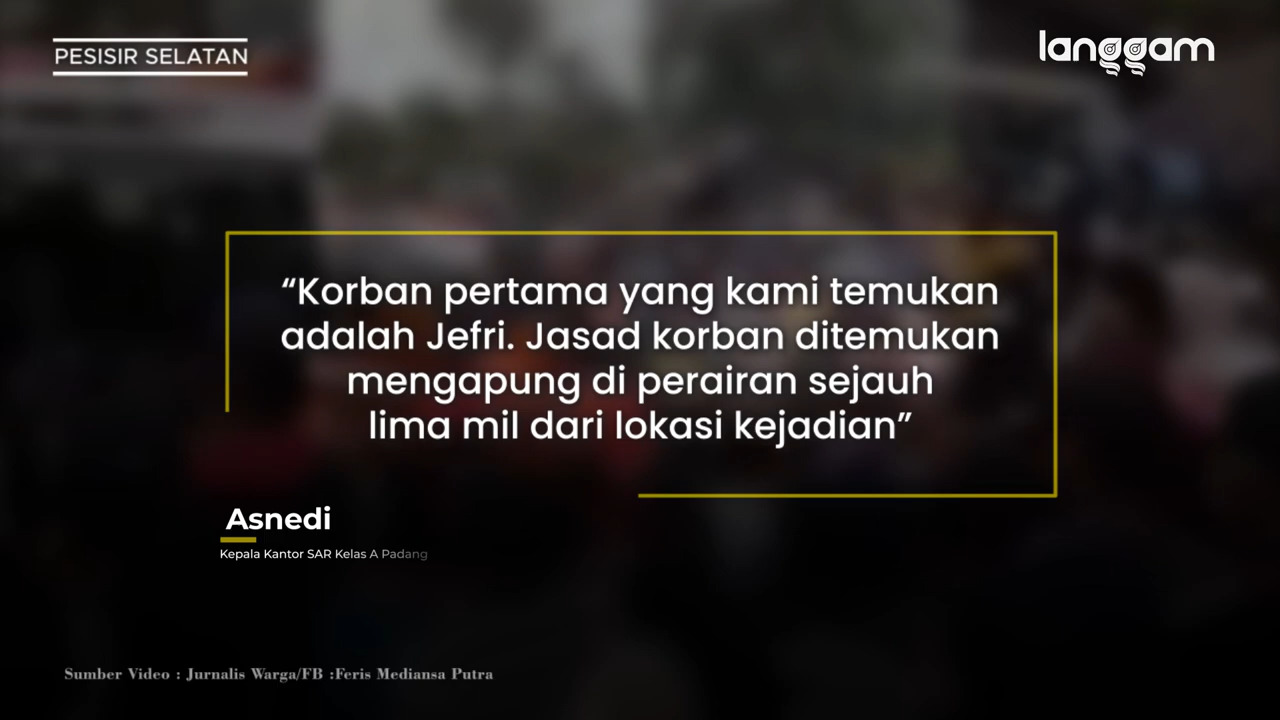 PESISIR SELATAN
langgam
“Korban pertama yang kami temukan
adalah Jefri. Jasad korban ditemukan
mengapung di perairan sejauh
lima mil dari lokasi kejadian”
Asnedi
Kepala Kantor SAR Kelas A Padang
Sumber Video : Jurnalis Warga/FB :Feris Mediansa Putra